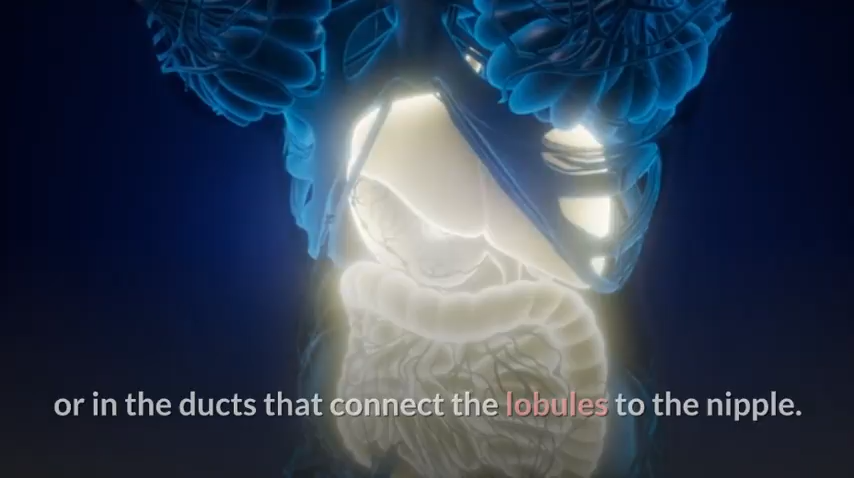 or in the ducts that connect the lobules to the nipple.